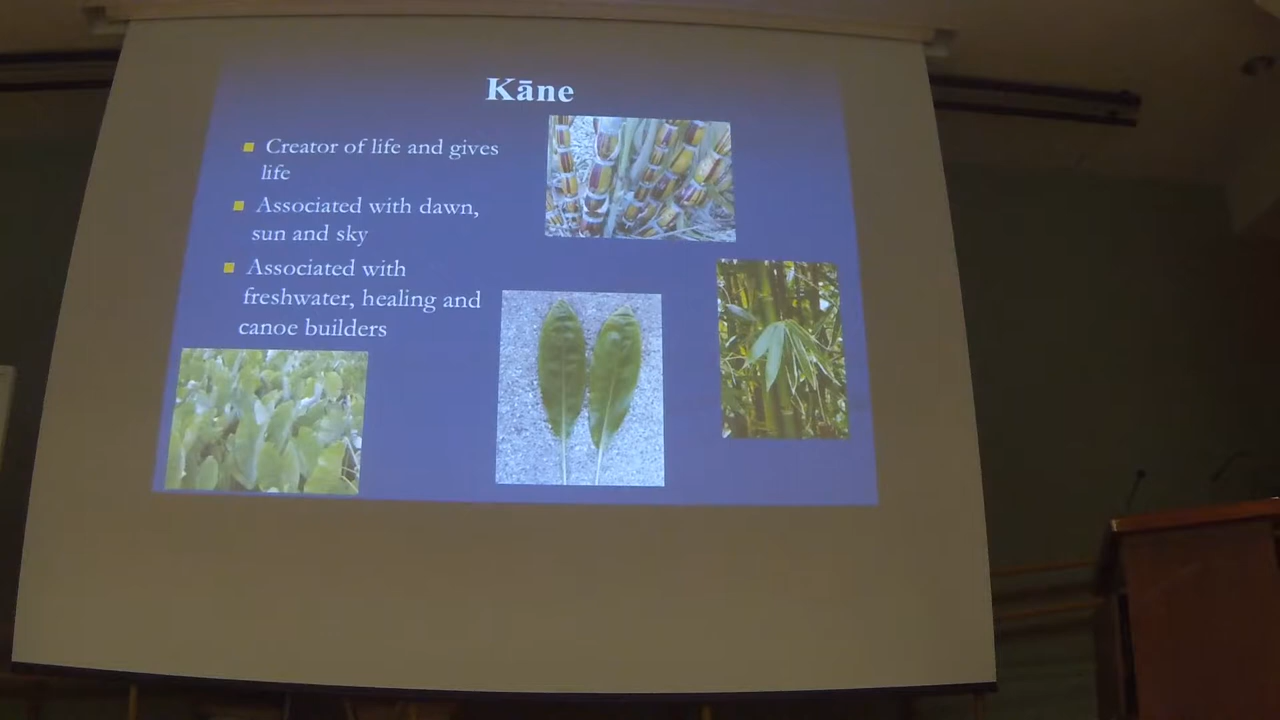 Kāne
Creator of life and gives
life
Associated with dawn,
sun and sky
Associated with
freshwater, healing and
canoe builders